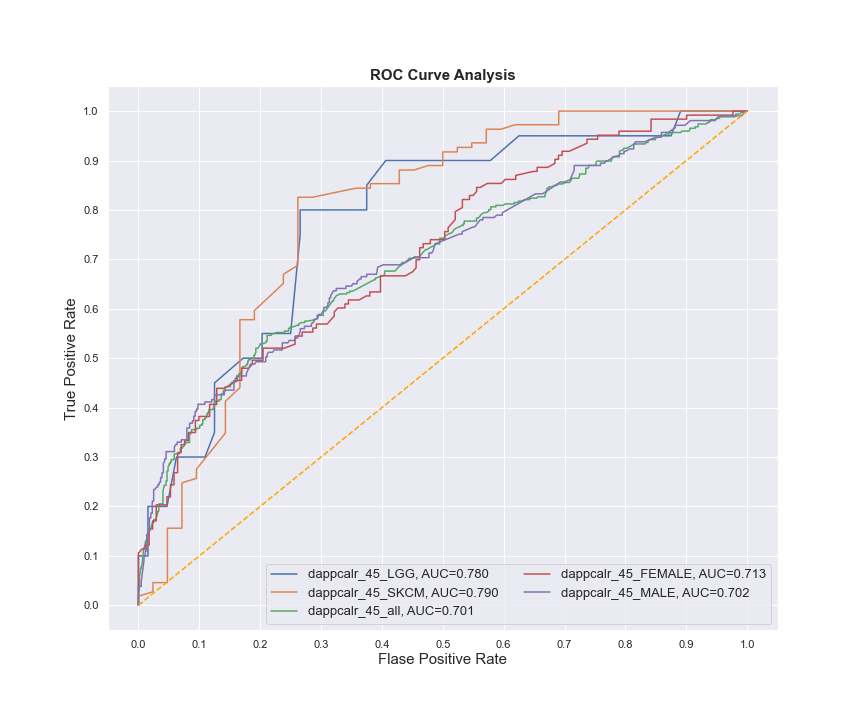 ROC Curve Analysis
True Positive Rate
1.0
0.9
0.8
0.7
0.6
0.5
0.4
0.3
0.2
0.1
0.0
dappcalr_45_LGG, AUC=0.780
dappcalr_45_SKCM, AUC=0.790
dappcalr_45_all, AUC=0.701
dappcalr_45_FEMALE, AUC=0.713
dappcalr_45_MALE, AUC=0.702
0.0 0.1 0.2 0.3 0.4 0.5 0.6 0.7 0.8 0.9 1.0
Flase Positive Rate